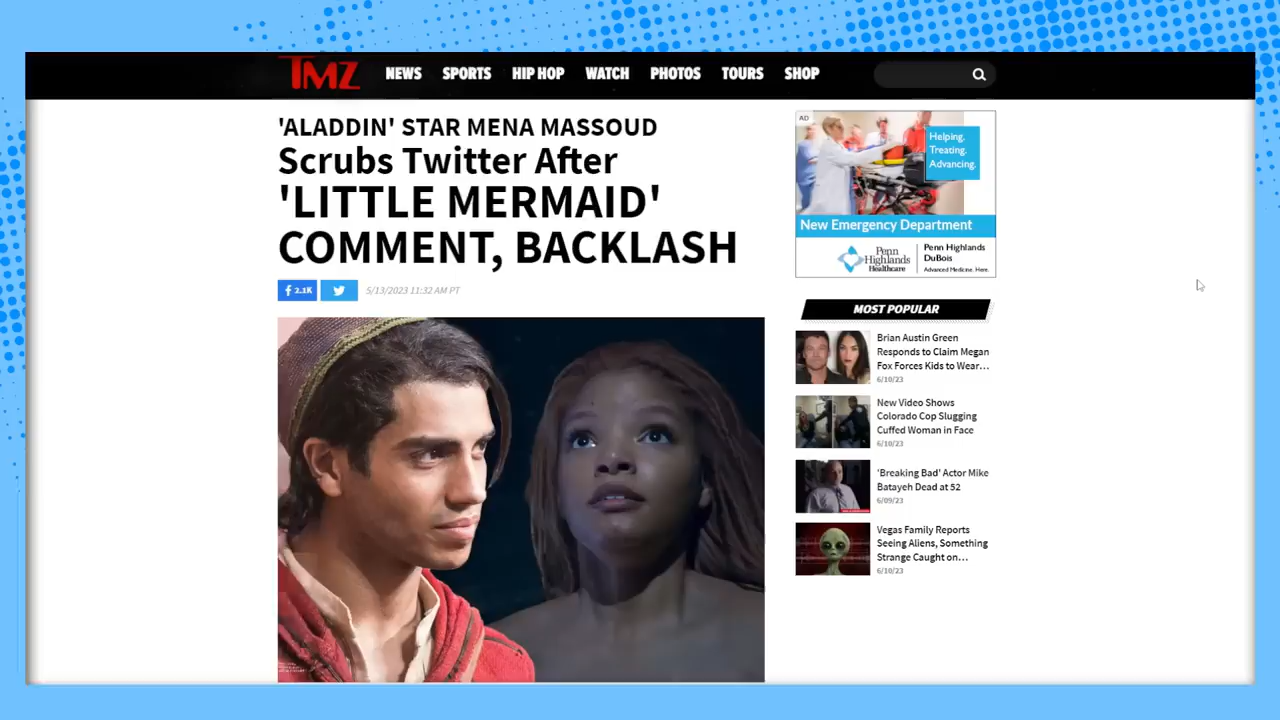 TMZ
NEWS SPORTS HIP HOP WATCH PHOTOS TOURS SHOP
'ALADDIN' STAR MENA MASSOUD
Scrubs Twitter After
'LITTLE MERMAID'
COMMENT, BACKLASH
2.1K
5/13/2023 11:32 AM PT
AD
Helping.
Treating.
Advancing.
New Emergency Department
Penn
Highlands
Healthcare
Penn Highlands
DuBois
Advanced Medicine. Here.
MOST POPULAR
Brian Austin Green
Responds to Claim Megan
Fox Forces Kids to Wear...
6/10/23
New Video Shows
Colorado Cop Slugging
Cuffed Woman in Face
6/10/23
'Breaking Bad' Actor Mike
Batayeh Dead at 52
6/09/23
Vegas Family Reports
Seeing Aliens, Something
Strange Caught on...
6/10/23